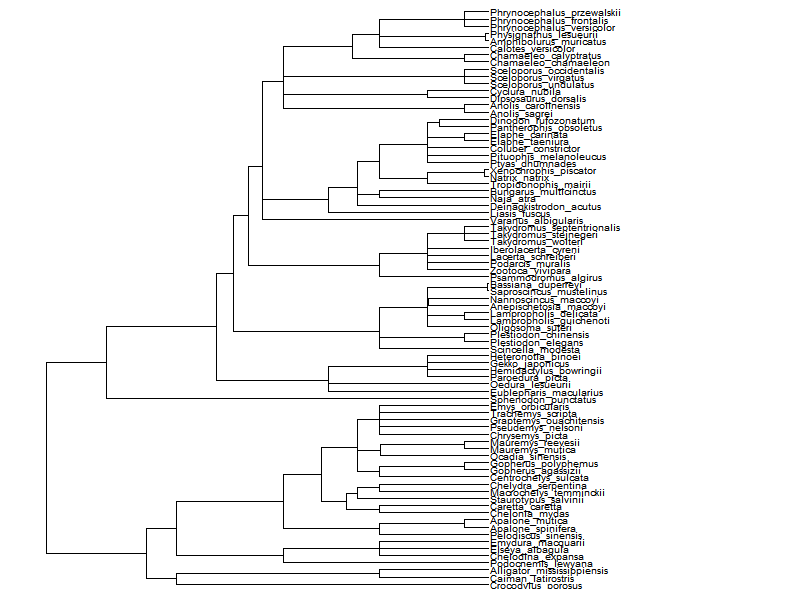 Phrynocephalus_przewalskii
Phrynocephalus_frontalis
Phrynocephalus_versicolor
Physignathus_lesueurii
Amphibolurus_muricatus
Calotes_versicolor
Chamaeleo_calyptratus
Chamaeleo_chamaeleon
Sceloporus_occidentalis
Sceloporus_virgatus
Sceloporus_undulatus
Cyclura_nubila
Dipsosaurus_dorsalis
Anolis_carolinensis
Anolis_sagrei
Dinodon_rufozonatum
Pantherophis_obsoletus
Elaphe_carinata
Elaphe_taeniura
Coluber_constrictor
Pituophis_melanoleucus
Ptyas_dhumnades
Xenochrophis_piscator
Natrix_natrix
Tropidonophis_mairii
Bungarus_multicinctus
Naja_atra
Deinagkistrodon_acutus
Liasis_fuscus
Varanus_albigularis
Takydromus_septentrionalis
Takydromus_stejnegeri
Takydromus_wolteri
Iberolacerta_cyreni
Lacerta_schreiberi
Podarcis_muralis
Zootoca_vivipara
Psammodromus_algirus
Bassiana_duperreyi
Saproscincus_mustelinus
Nannoscincus_maccoyi
Anepischetosia_maccoyi
Lampropholis_delicata
Lampropholis_guichenoti
Oligosoma_suteri
Plestiodon_chinensis
Plestiodon_elegans
Scincella_modesta
Heteronotia_binoei
Gekko_japonicus
Hemidactylus_bowringii
Paroedura_picta
Oedura_lesueurii
Eublepharis_macularius
Sphenodon_punctatus
Emys_orbicularis
Trachemys_scripta
Graptemys_ouachitensis
Pseudemys_nelsoni
Chrysemys_picta
Mauremys_reevesii
Mauremys_mutica
Ocadia_sinensis
Gopherus_polyphemus
Gopherus_agassizii
Centrochelys_sulcata
Chelydra_serpentina
Macrochelys_temminckii
Staurotypus_salvinii
Caretta_caretta
Chelonia_mydas
Apalone_mutica
Apalone_spinifera
Pelodiscus_sinensis
Emydura_macquarii
Elseya_albagula
Chelodina_expansa
Podocnemis_lewyana
Alligator_mississippiensis
Caiman_latirostris
Crocodylus_porosus